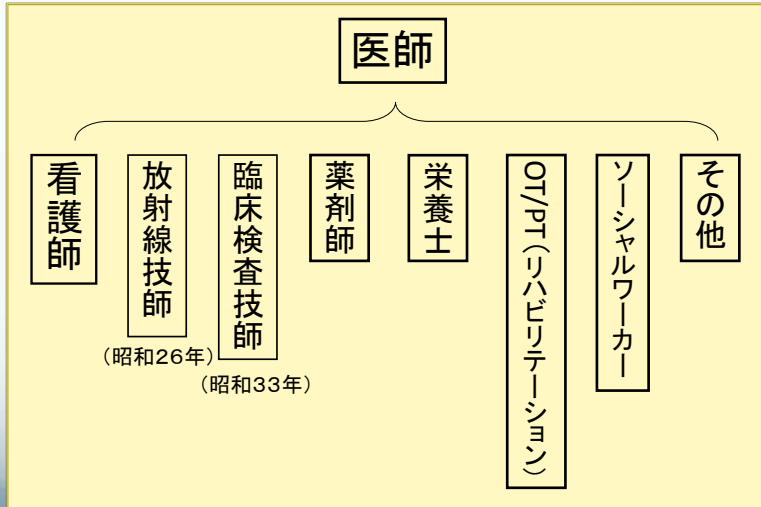 医師
看護師
放射線技師
（昭和26年）
臨床検査技師
（昭和33年）
薬剤師
栄養士
OT/PT（リハビリテーション）
ソーシャルワーカー
その他